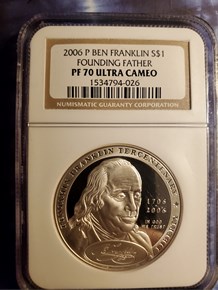 2006 P BEN FRANKLIN S$1
FOUNDING FATHER
PF 70 ULTRA CAMEO
1534794-026
NUMISMATIC GUARANTY CORPORATION
BENJAMIN FRANKLIN TERCENTENARY
LIBERTY
1706
2006
IN GOD
WE TRUST